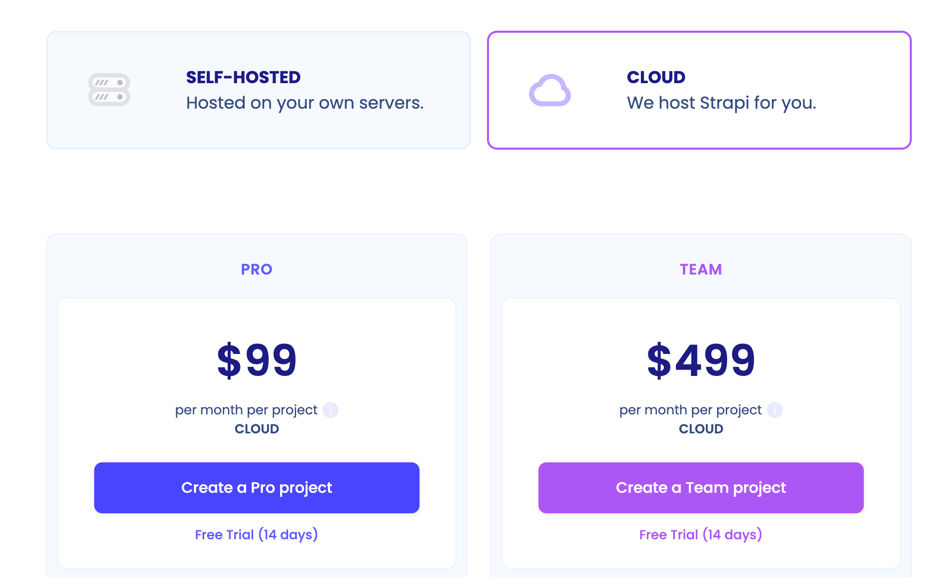 SELF-HOSTED
Hosted on your own servers.
CLOUD
We host Strapi for you.
PRO
$99
per month per project i
CLOUD
Create a Pro project
Free Trial (14 days)
TEAM
$499
per month per project i
CLOUD
Create a Team project
Free Trial (14 days)